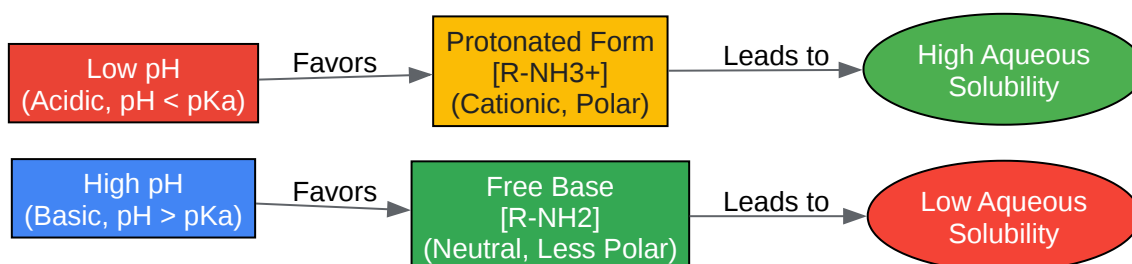 Low pH
(Acidic, pH < pKa)
Favors
Protonated Form
[R-NH3+]
(Cationic, Polar)
Leads to
High Aqueous
Solubility
High pH
(Basic, pH > pKa)
Favors
Free Base
[R-NH2]
(Neutral, Less Polar)
Leads to
Low Aqueous
Solubility